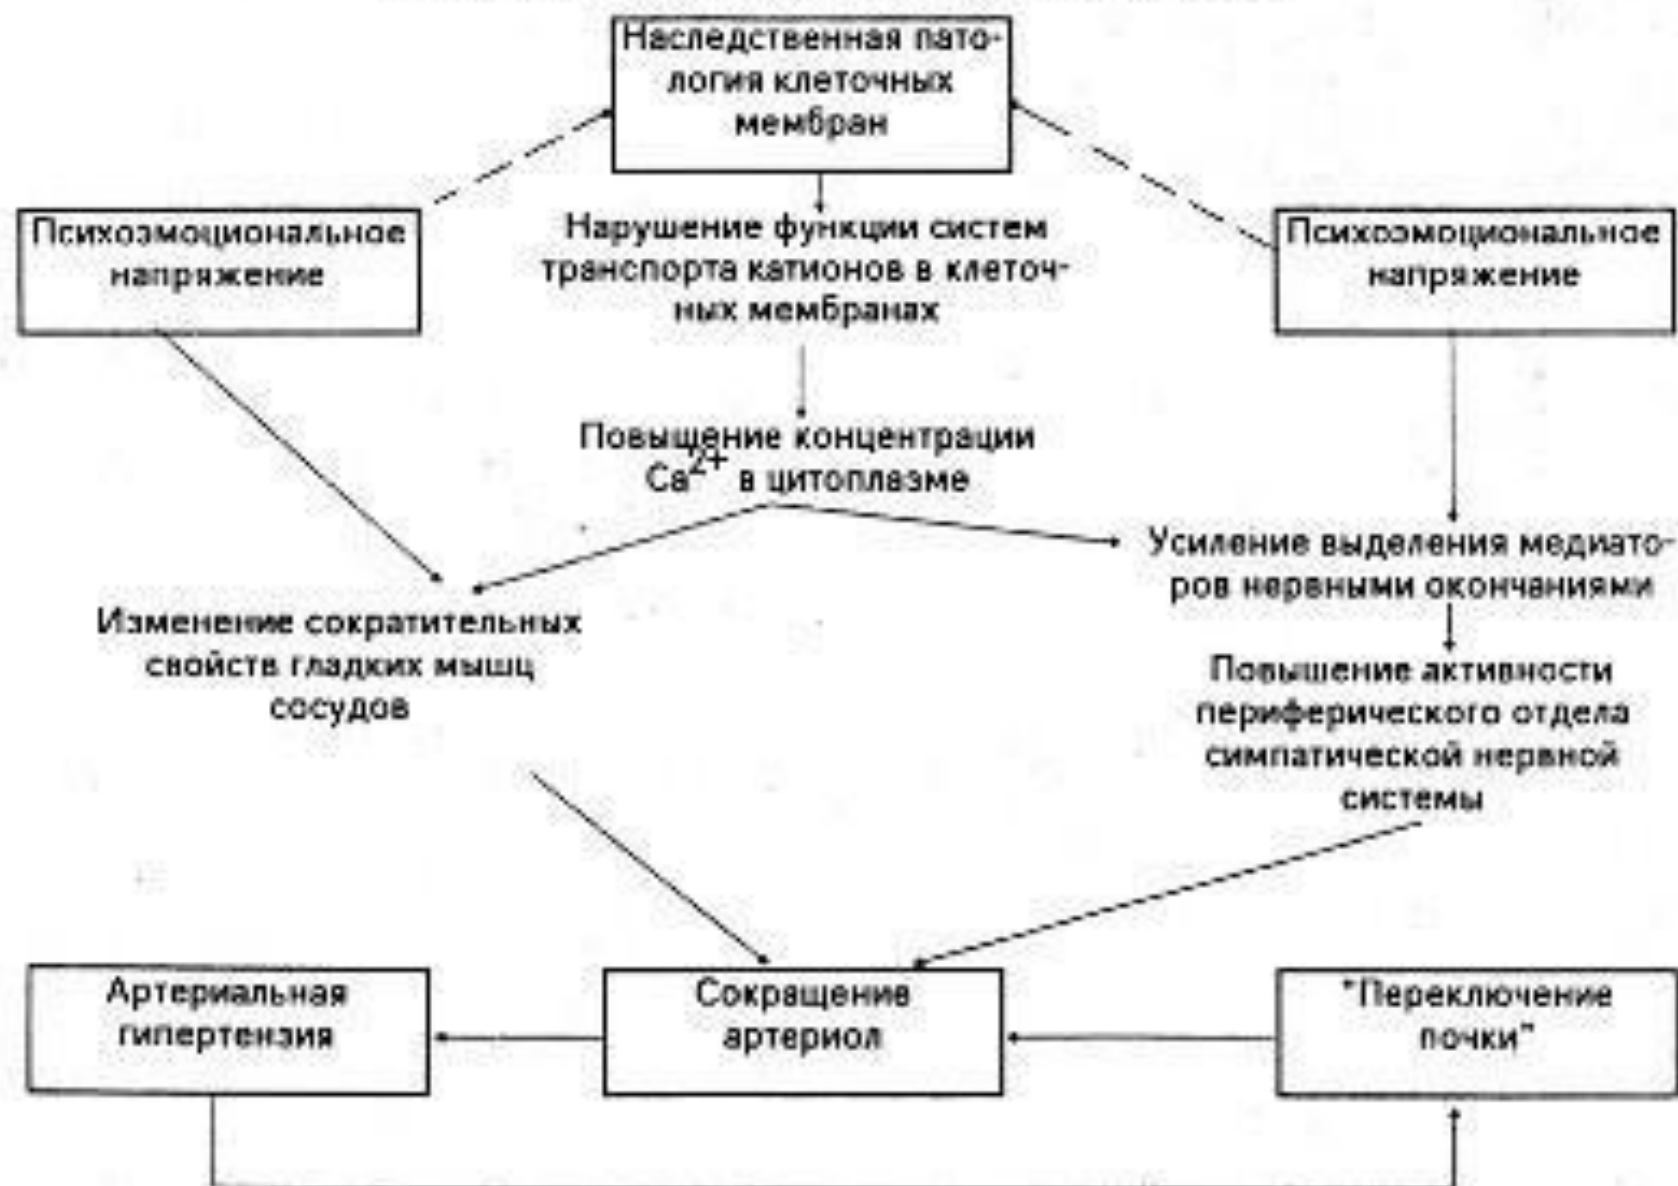 Наследственная пато-
логия клеточных
мембран
Психоэмоциональное
напряжение
Нарушение функции систем
транспорта катионов в клеточ-
ных мембранах
Психоэмоциональное
напряжение
Повышение концентрации
Ca2+ в цитоплазме
Усиление выделения медиато-
ров нервными окончаниями
Изменение сократительных
свойств гладких мышц
сосудов
Повышение активности
периферического отдела
симпатической нервной
системы
Артериальная
гипертензия
Сокращение
артериол
"Переключение
почки"